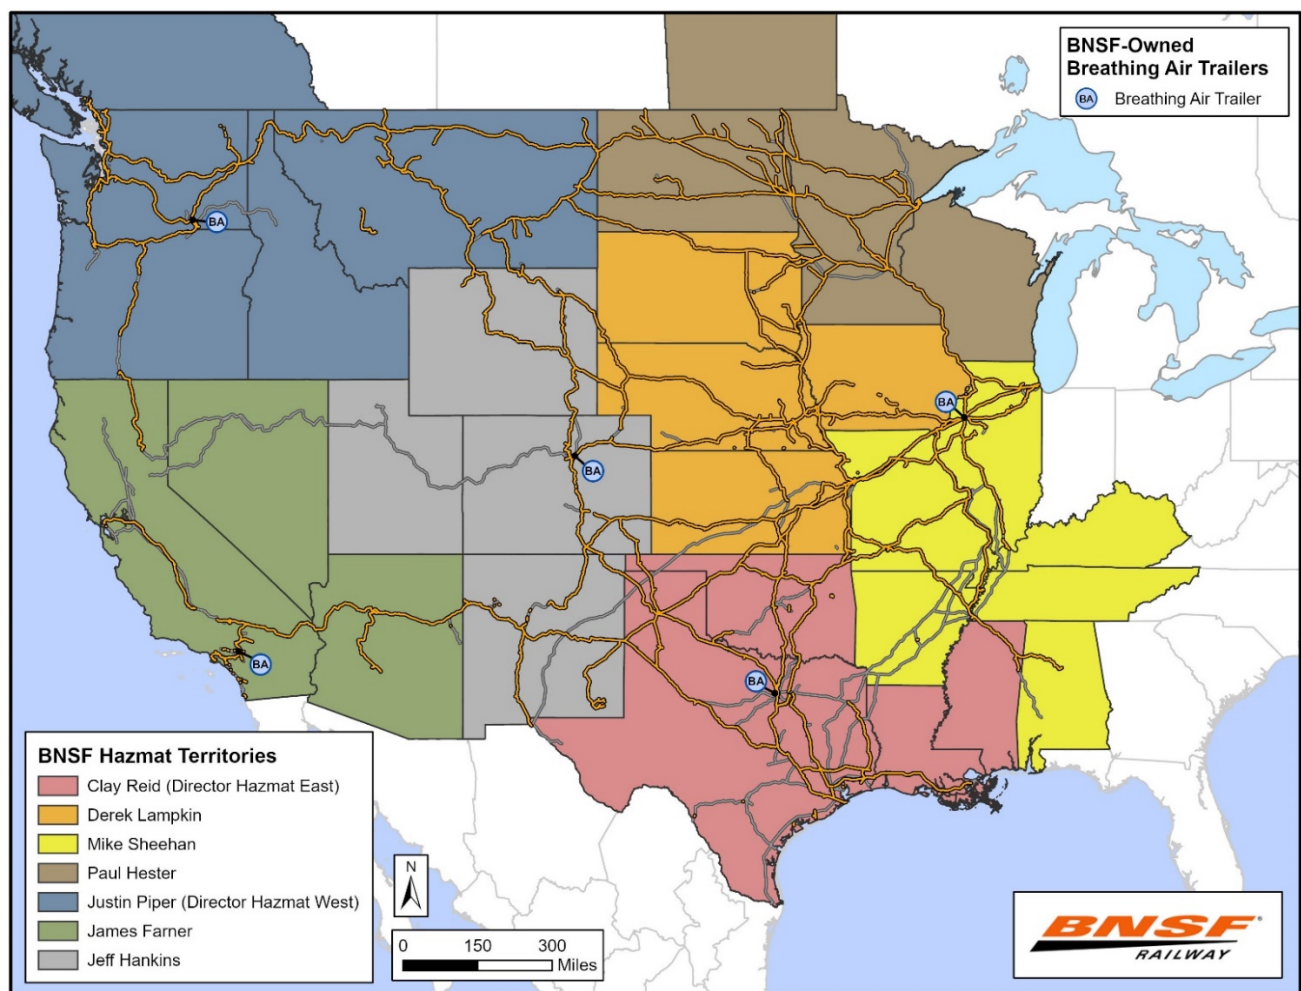 BNSF-Owned
Breathing Air Trailers
BA Breathing Air Trailer
BA
BA
BA
BA
BA
BNSF Hazmat Territories
Clay Reid (Director Hazmat East)
Derek Lampkin
Mike Sheehan
Paul Hester
Justin Piper (Director Hazmat West)
James Farner
Jeff Hankins
N
0 150 300
Miles
BNSF®
RAILWAY